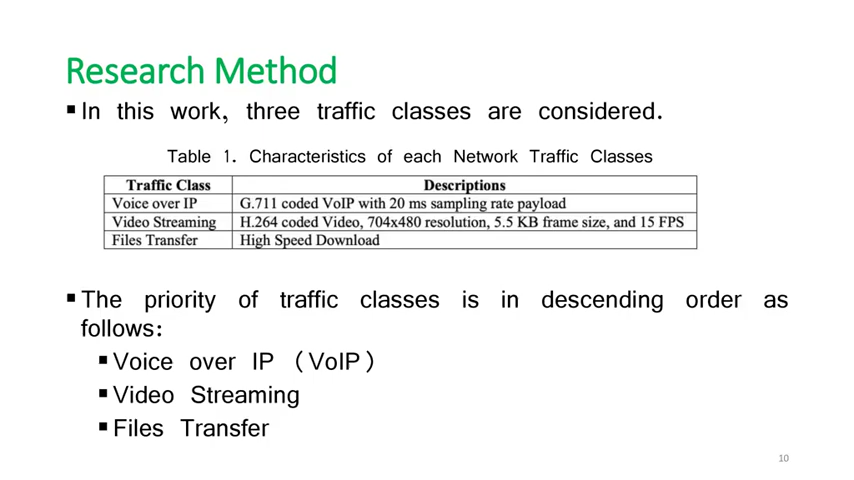 Research Method
▪ In this work, three traffic classes are considered.
Table 1. Characteristics of each Network Traffic Classes
Traffic Class Descriptions
Voice over IP G.711 coded VoIP with 20 ms sampling rate payload
Video Streaming H.264 coded Video, 704x480 resolution, 5.5 KB frame size, and 15 FPS
Files Transfer High Speed Download
▪ The priority of traffic classes is in descending order as
follows:
▪ Voice over IP (VoIP)
▪ Video Streaming
▪ Files Transfer
10